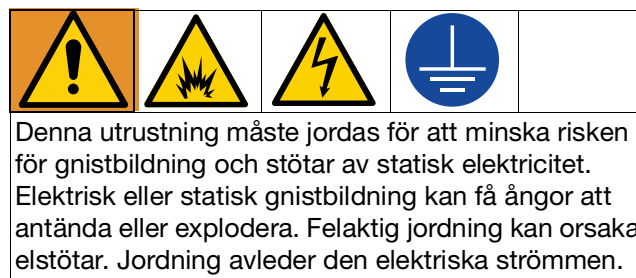 Denna utrustning måste jordas för att minska risken
för gnistbildning och stötar av statisk elektricitet.
Elektrisk eller statisk gnistbildning kan få ångor att
antända eller explodera. Felaktig jordning kan orsaka
elstötar. Jordning avleder den elektriska strömmen.